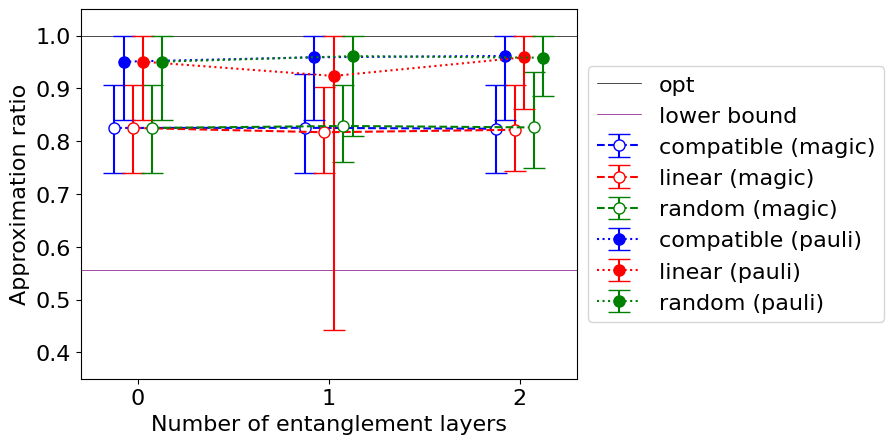 1.0
0.9
0.8
0.7
0.6
0.5
0.4
Approximation ratio
0
1
2
Number of entanglement layers
opt
lower bound
compatible (magic)
linear (magic)
random (magic)
compatible (pauli)
linear (pauli)
random (pauli)